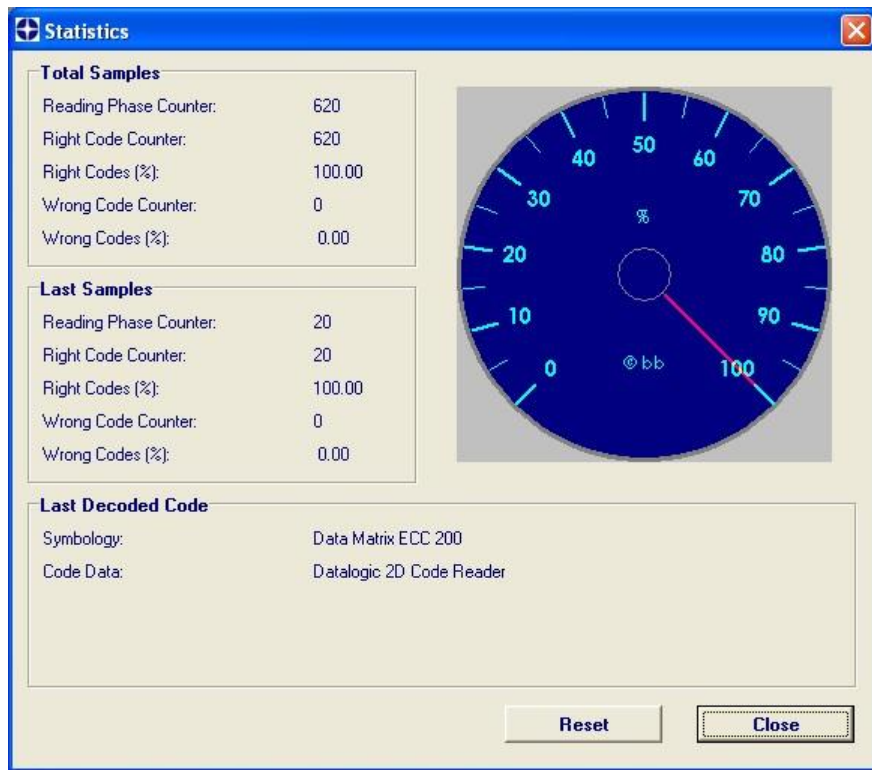 Statistics
Total Samples
Reading Phase Counter: 620
Right Code Counter: 620
Right Codes (%): 100.00
Wrong Code Counter: 0
Wrong Codes (%): 0.00
Last Samples
Reading Phase Counter: 20
Right Code Counter: 20
Right Codes (%): 100.00
Wrong Code Counter: 0
Wrong Codes (%): 0.00
0
10
20
30
40
50
60
70
80
90
100
%
© bb
Last Decoded Code
Symbology: Data Matrix ECC 200
Code Data: Datalogic 2D Code Reader
Reset Close